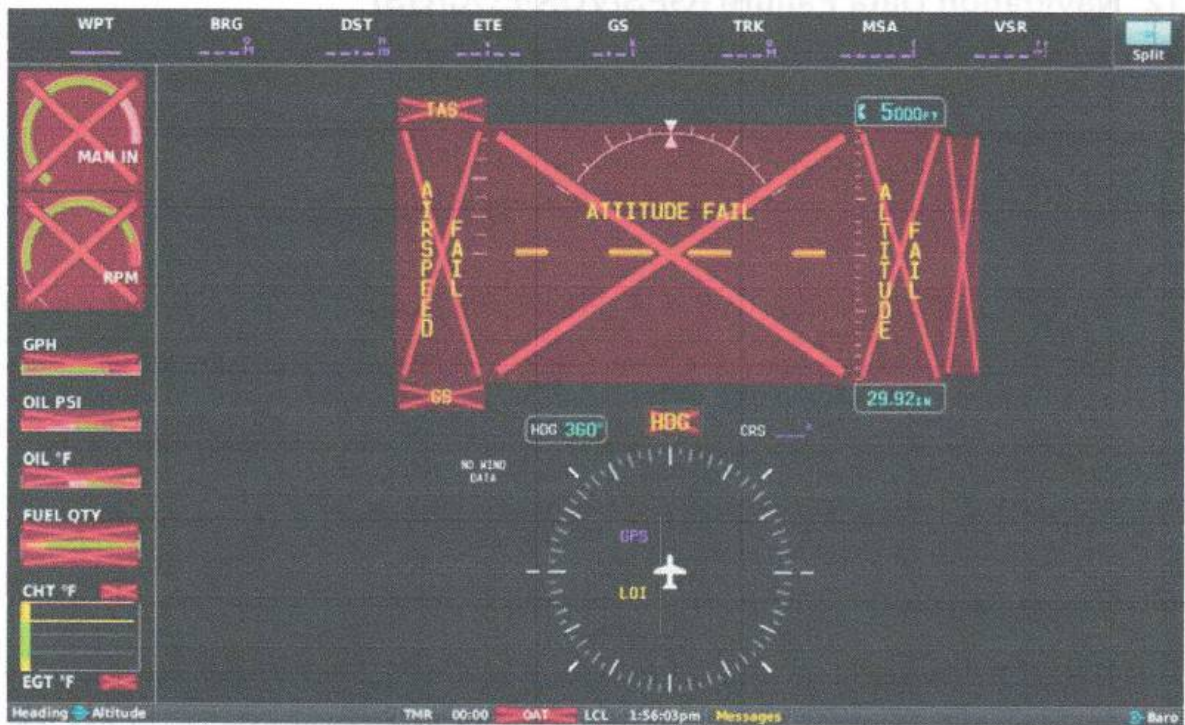 WPT BRG DST ETE GS TRK MSA VSR
Split
TAS
5000FT
MAN IN
ATTITUDE FAIL
AIRSPEED FAIL
ALTITUDE FAIL
RPM
GPH
GS
29.92IN
OIL PSI
HDG 360° HDG CRS
OIL °F
NO WIND
DATA
FUEL QTY
GPS
CHT °F
LOI
EGT °F
Heading Altitude TMR 00:00 OAT LCL 1:56:03pm Messages Baro